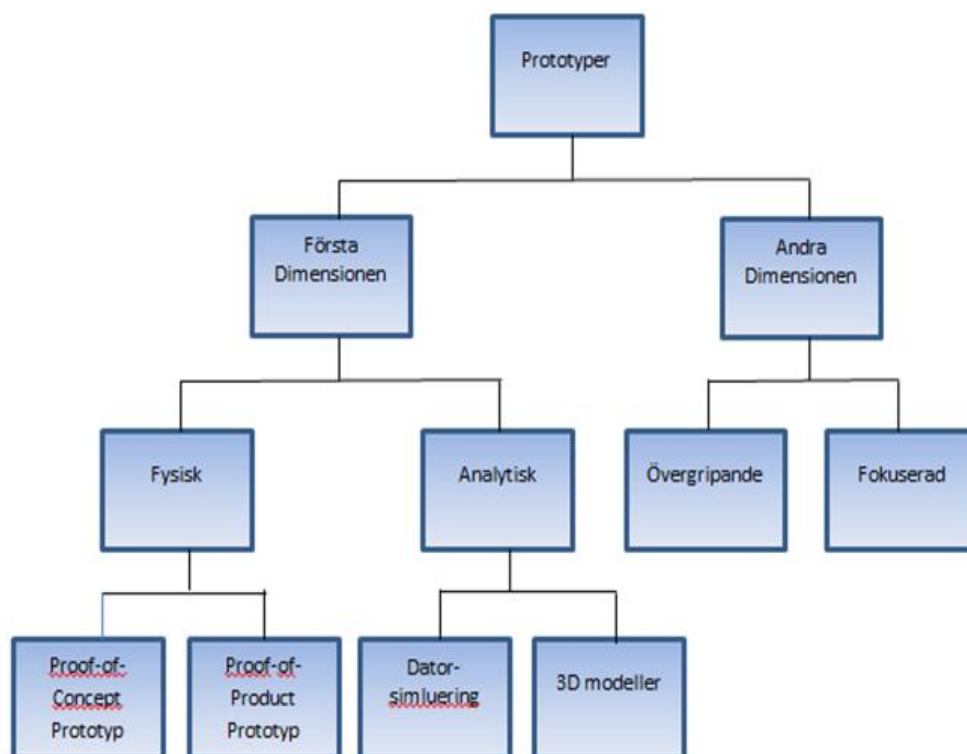 Prototyper
Första
Dimensionen
Andra
Dimensionen
Fysisk
Analytisk
Övergripande
Fokuserad
Proof-of-
Concept
Prototyp
Proof-of-
Product
Prototyp
Dator-
simluering
3D modeller